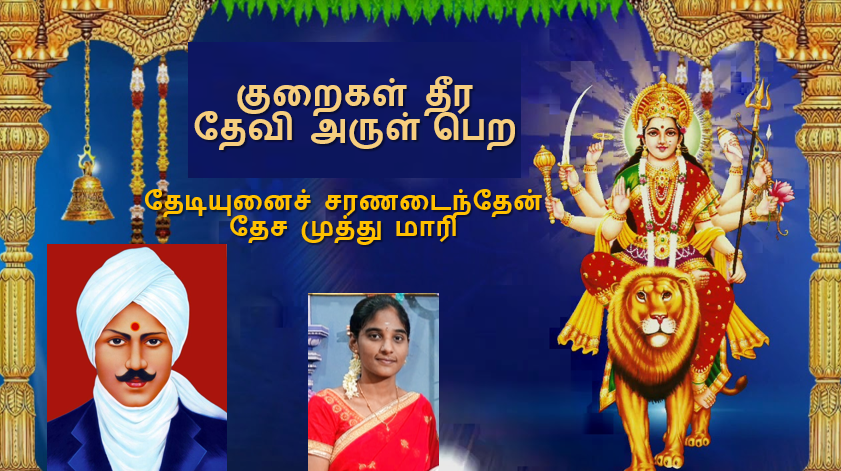 குறைகள் தீர
தேவி அருள் பெற
தேடியுனைச் சரணடைந்தேன்
தேச முத்து மாரி